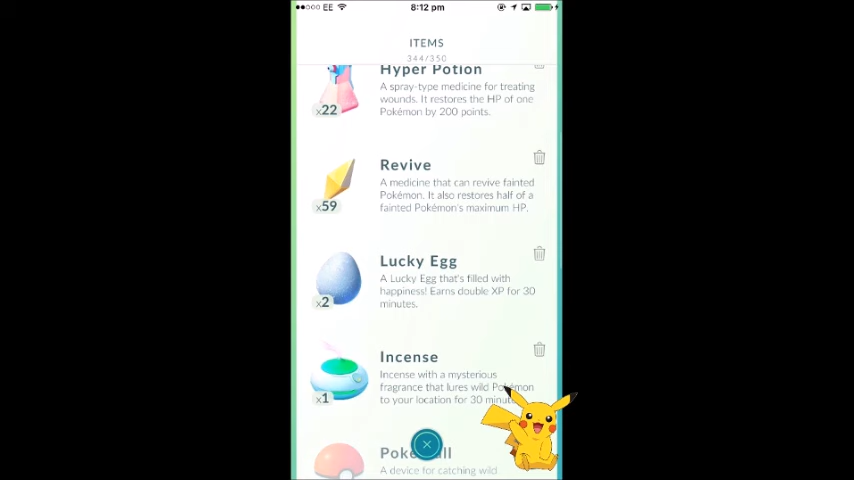 EE 8:12 pm
ITEMS
344/350
Hyper Potion
A spray-type medicine for treating
wounds. It restores the HP of one
Pokémon by 200 points.
x22
Revive
A medicine that can revive fainted
Pokémon. It also restores half of a
fainted Pokémon's maximum HP.
x59
Lucky Egg
A Lucky Egg that's filled with
happiness! Earns double XP for 30
minutes.
x2
Incense
Incense with a mysterious
fragrance that lures wild Pokémon
to your location for 30
x1
A device for catching wild